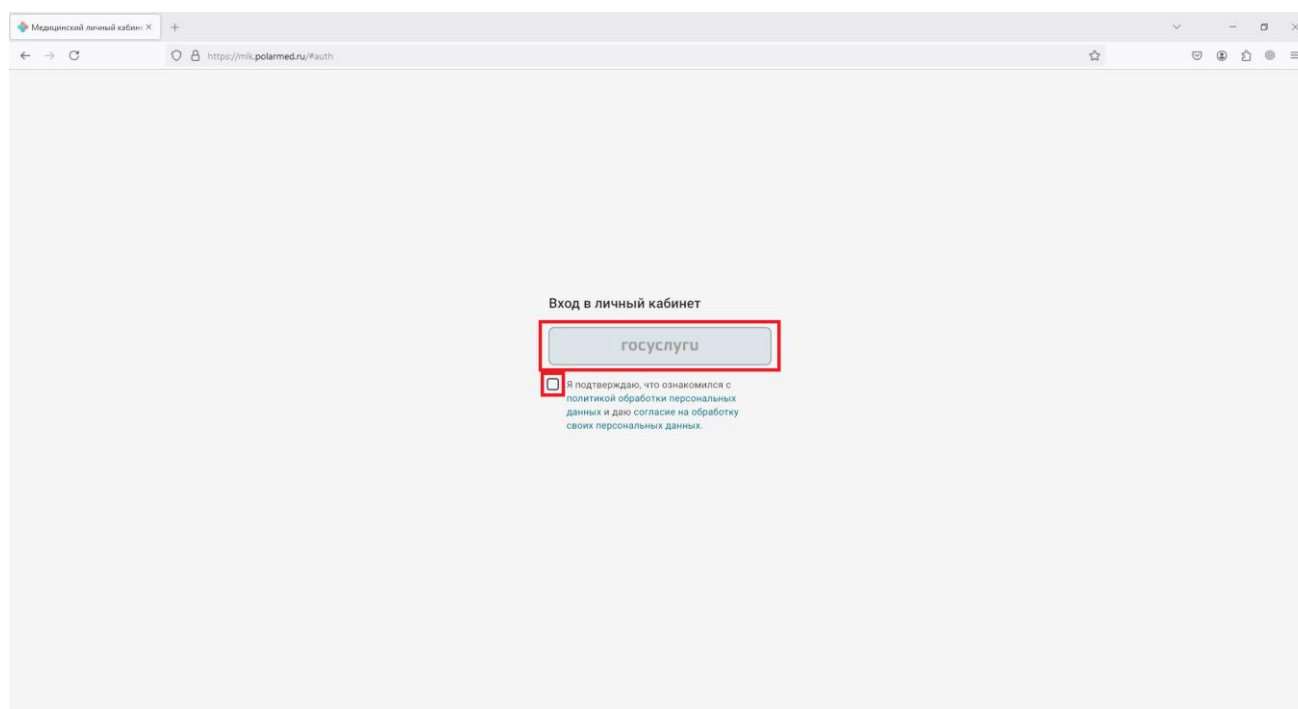 Медицинский личный кабин
https://mlk.polarmed.ru/#auth
Вход в личный кабинет
госуслуги
Я подтверждаю, что ознакомился с
политикой обработки персональных
данных и даю согласие на обработку
своих персональных данных.